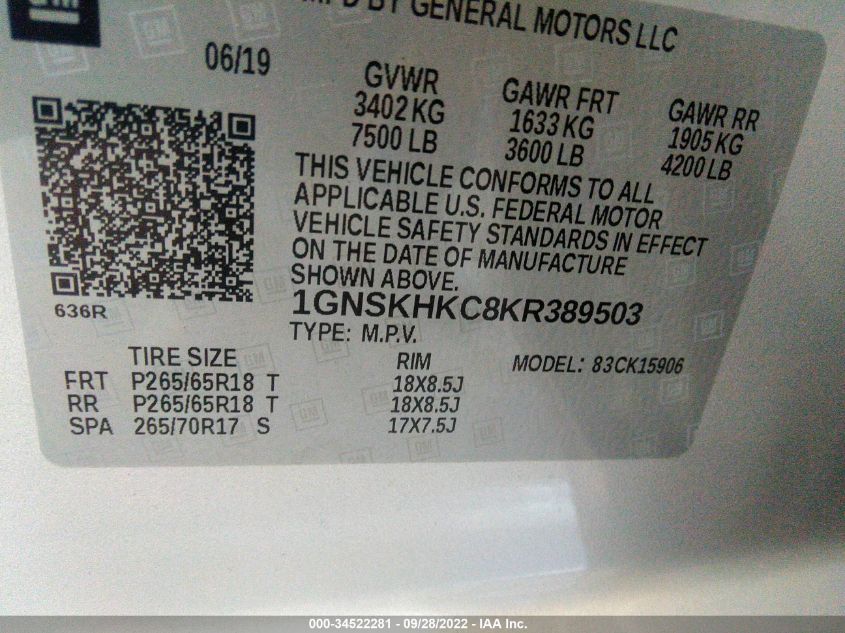 GM
MFD BY GENERAL MOTORS LLC
06/19
GVWR
3402 KG
7500 LB
GAWR FRT
1633 KG
3600 LB
GAWR RR
1905 KG
4200 LB
THIS VEHICLE CONFORMS TO ALL
APPLICABLE U.S. FEDERAL MOTOR
VEHICLE SAFETY STANDARDS IN EFFECT
ON THE DATE OF MANUFACTURE
SHOWN ABOVE.
1GNSKHKC8KR389503
TYPE: M.P.V.
636R
TIRE SIZE RIM MODEL: 83CK15906
FRT P265/65R18 T 18X8.5J
RR P265/65R18 T 18X8.5J
SPA 265/70R17 S 17X7.5J
000-34522281 - 09/28/2022 - IAA Inc.